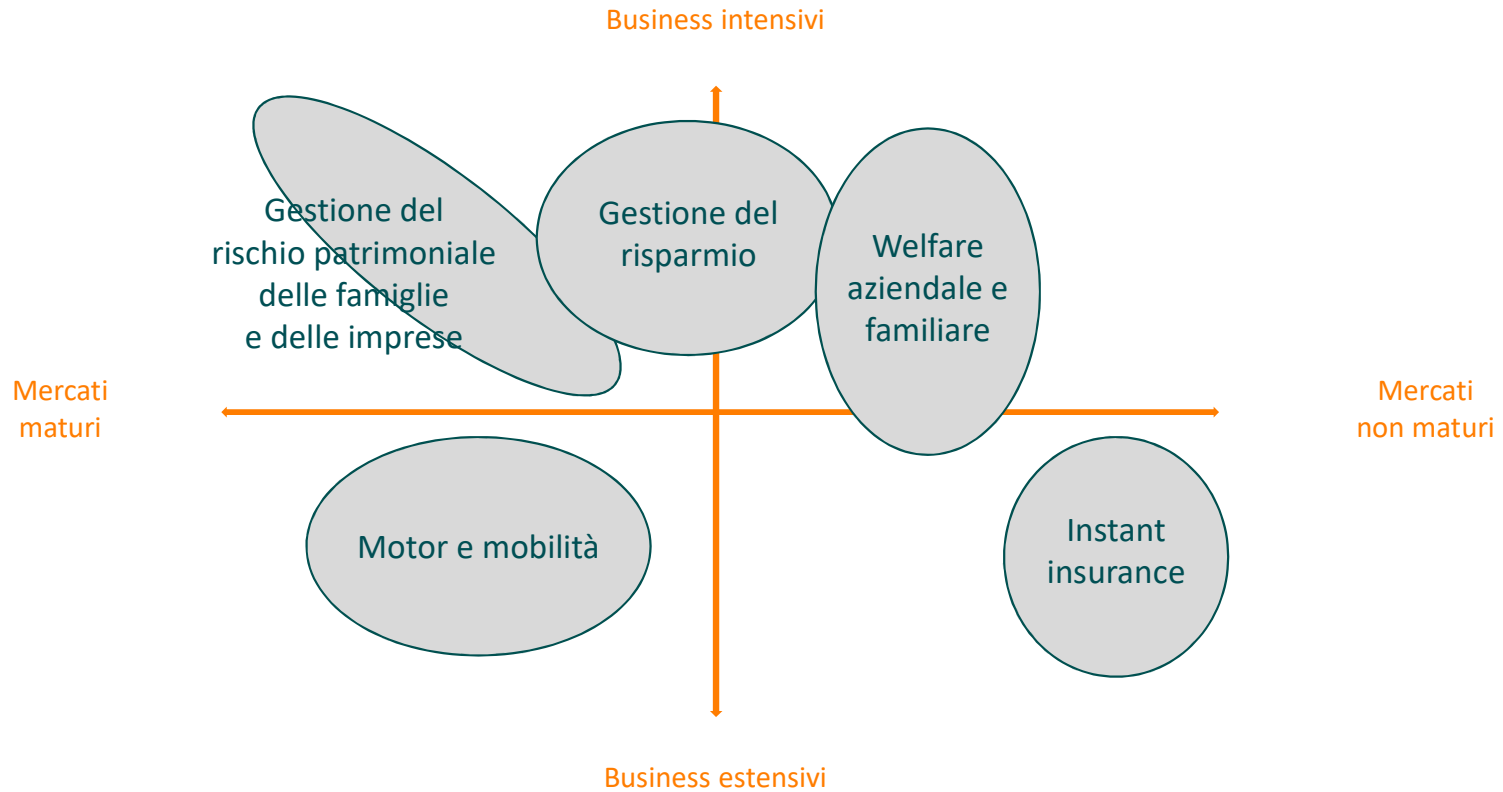 Business intensivi
Gestione del
rischio patrimoniale
delle famiglie
e delle imprese
Gestione del
risparmio
Welfare
aziendale e
familiare
Mercati
maturi
Mercati
non maturi
Motor e mobilità
Instant
insurance
Business estensivi